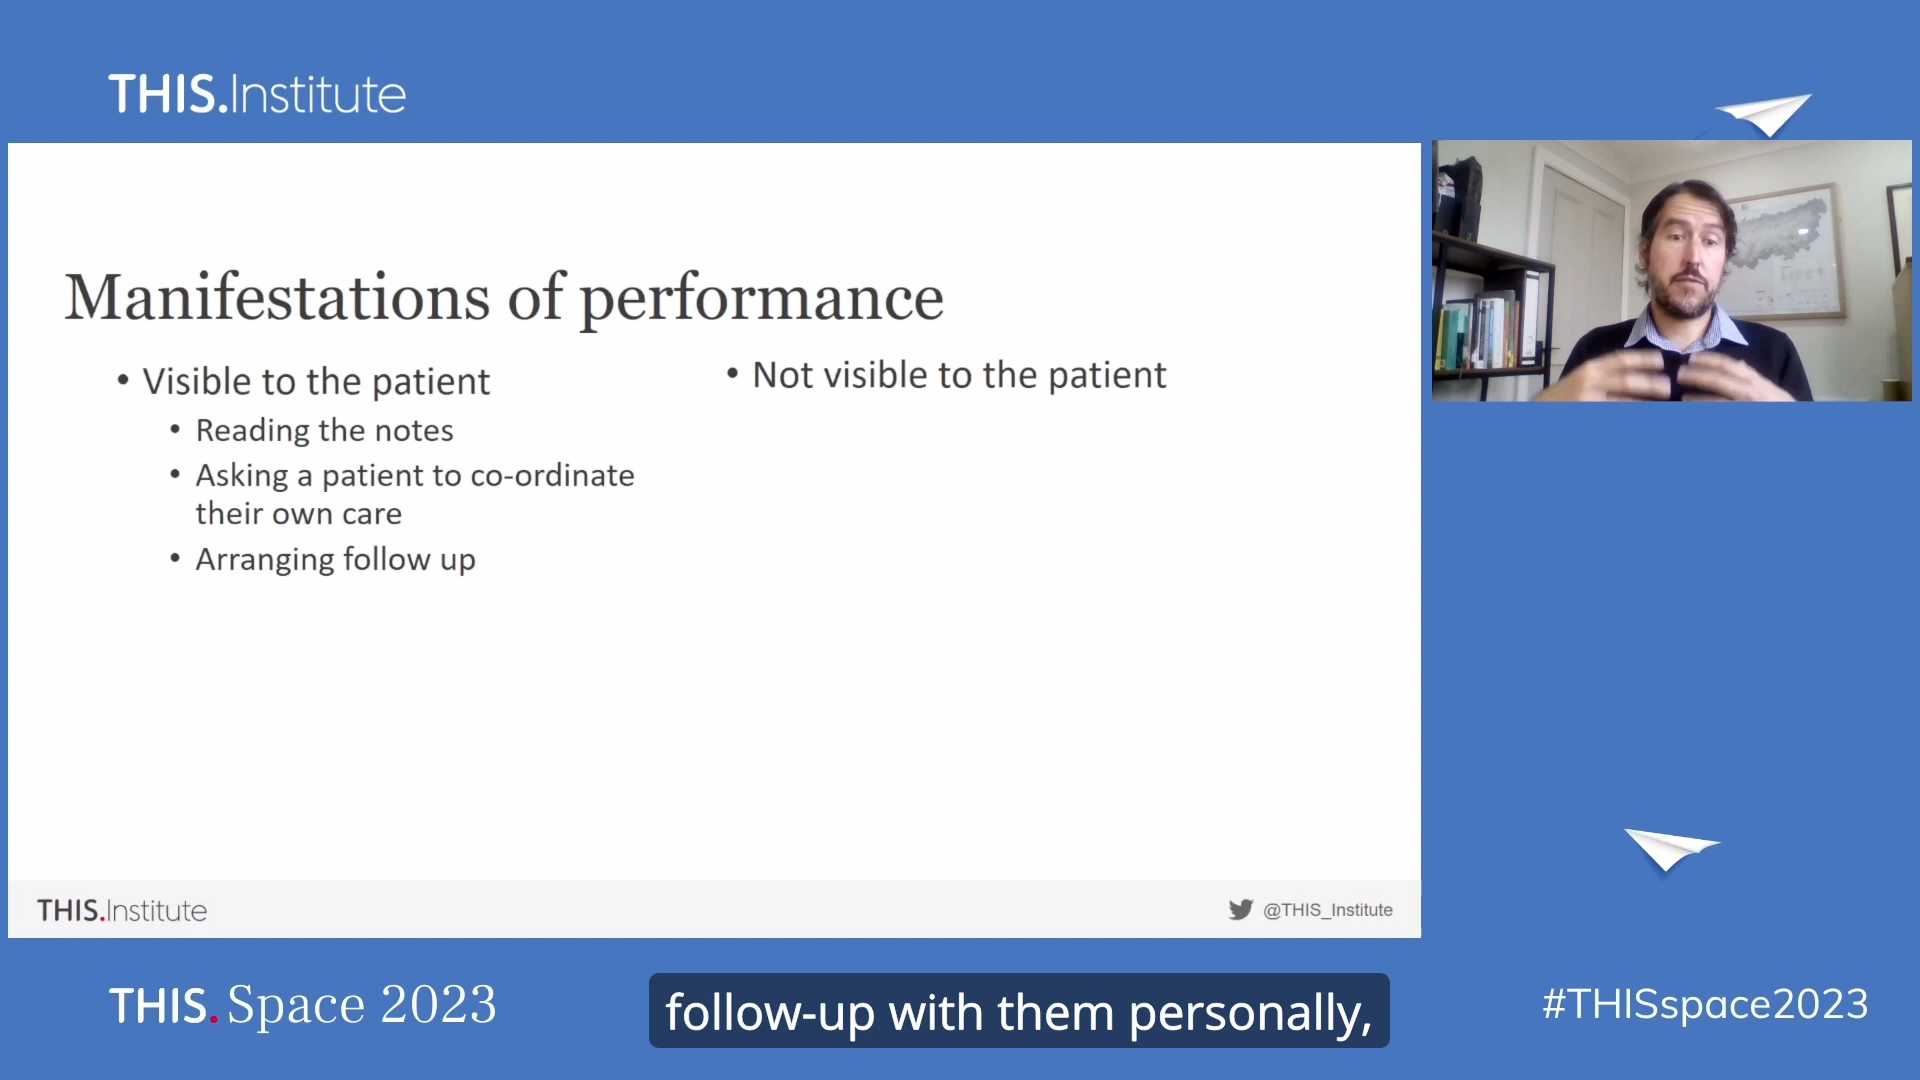 THIS.Institute
Manifestations of performance
• Visible to the patient
• Reading the notes
• Asking a patient to co-ordinate
their own care
• Arranging follow up
• Not visible to the patient
THIS.Institute
@THIS_Institute
THIS.Space 2023
follow-up with them personally,
#THISspace2023